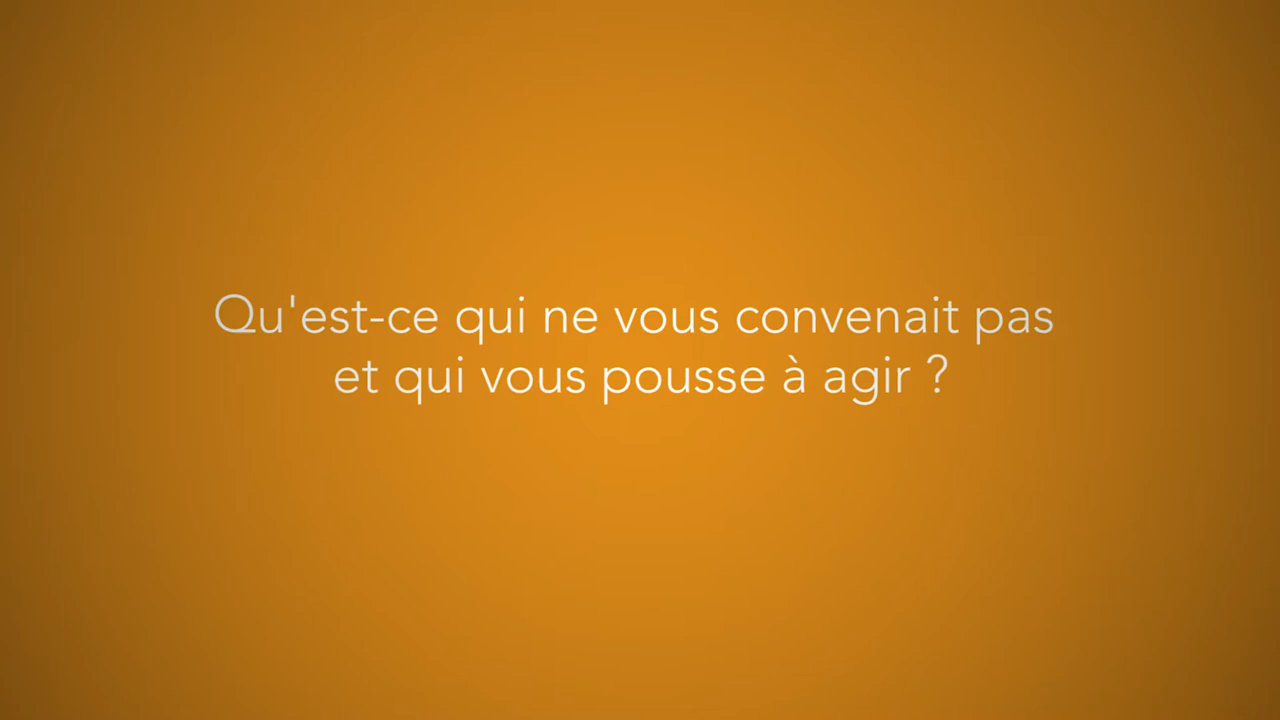 Qu'est-ce qui ne vous convenait pas
et qui vous pousse à agir ?